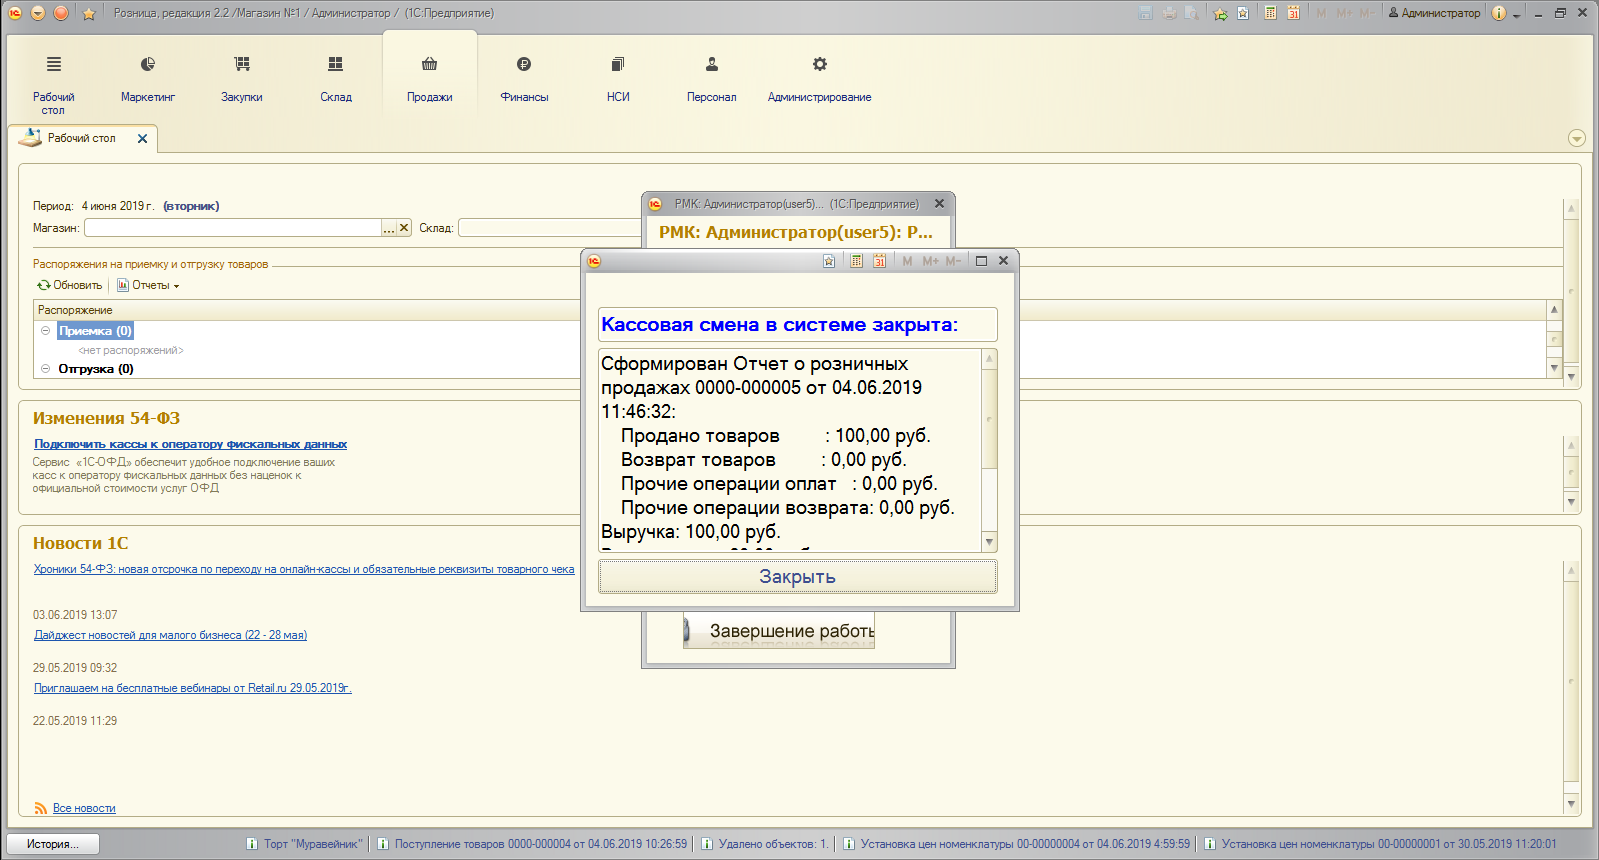 Розница, редакция 2.2 /Магазин №1 / Администратор / (1С:Предприятие)
M M+ M- Администратор
Рабочий стол
Маркетинг
Закупки
Склад
Продажи
Финансы
НСИ
Персонал
Администрирование
Рабочий стол
Период: 4 июня 2019 г. (вторник)
Магазин: ... Склад:
Распоряжения на приемку и отгрузку товаров
Обновить Отчеты
Распоряжение
Приемка (0)
<нет распоряжений>
Отгрузка (0)
Изменения 54-ФЗ
Подключить кассы к оператору фискальных данных
Сервис «1С-ОФД» обеспечит удобное подключение ваших
касс к оператору фискальных данных без наценок к
официальной стоимости услуг ОФД
Новости 1С
Хроники 54-ФЗ: новая отсрочка по переходу на онлайн-кассы и обязательные реквизиты товарного чека
03.06.2019 13:07
Дайджест новостей для малого бизнеса (22 - 28 мая)
29.05.2019 09:32
Приглашаем на бесплатные вебинары от Retail.ru 29.05.2019г.
22.05.2019 11:29
Все новости
РМК: Администратор(user5)... (1С:Предприятие)
РМК: Администратор(user5): Р...
M M+ M-
Кассовая смена в системе закрыта:
Сформирован Отчет о розничных
продажах 0000-000005 от 04.06.2019
11:46:32:
Продано товаров : 100,00 руб.
Возврат товаров : 0,00 руб.
Прочие операции оплат : 0,00 руб.
Прочие операции возврата: 0,00 руб.
Выручка: 100,00 руб.
Закрыть
Завершение работы
История...
Торт "Муравейник"
Поступление товаров 0000-000004 от 04.06.2019 10:26:59
Удалено объектов: 1.
Установка цен номенклатуры 00-00000004 от 04.06.2019 4:59:59
Установка цен номенклатуры 00-00000001 от 30.05.2019 11:20:01